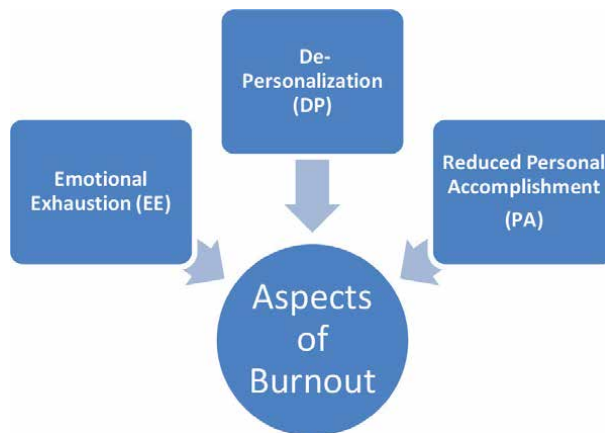 De-
Personalization
(DP)
Emotional
Exhaustion (EE)
Reduced Personal
Accomplishment
(PA)
Aspects
of
Burnout